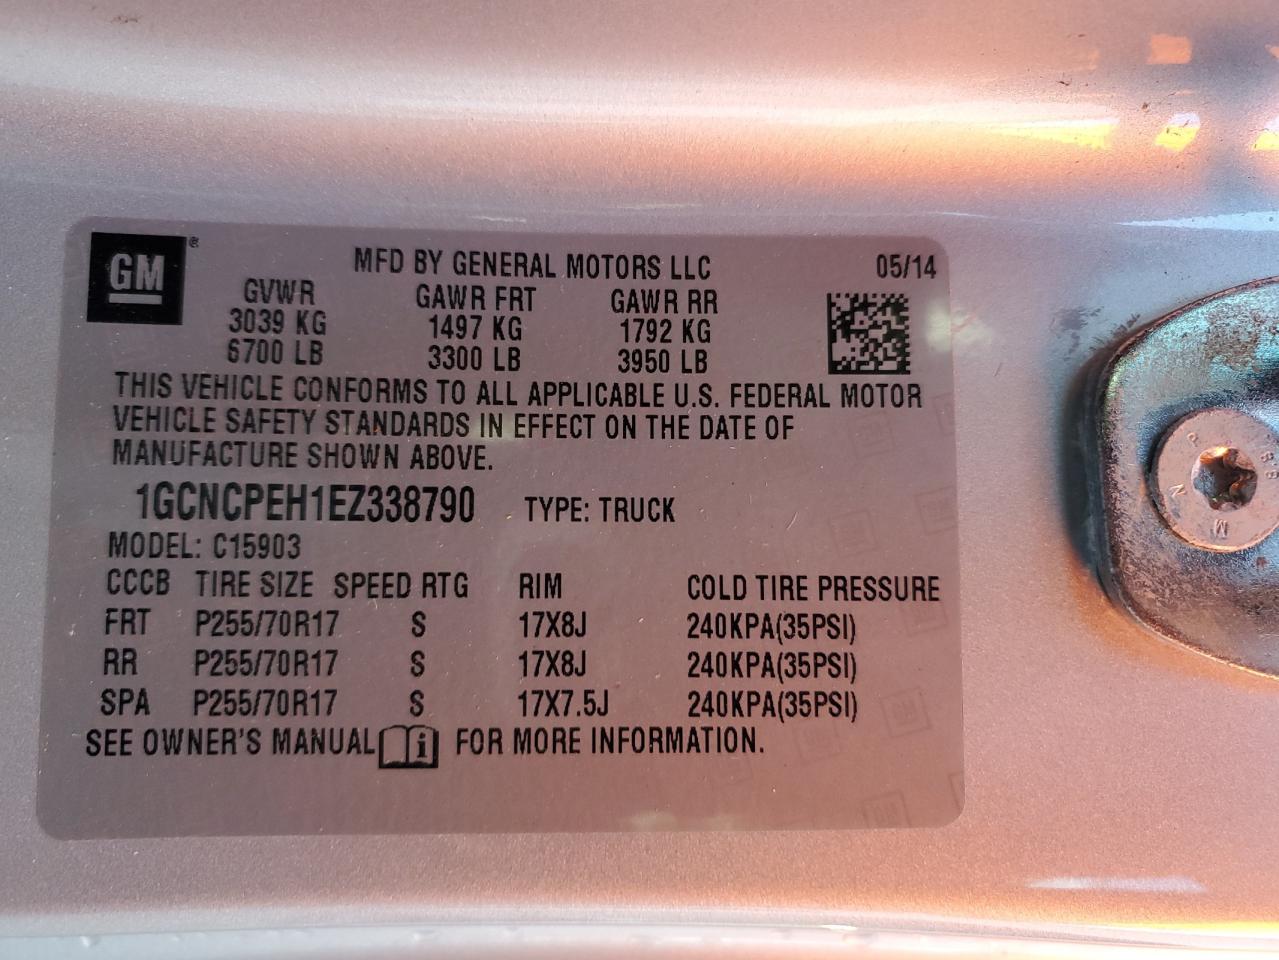 GM®
MFD BY GENERAL MOTORS LLC 05/14
GVWR GAWR FRT GAWR RR
3039 KG 1497 KG 1792 KG
6700 LB 3300 LB 3950 LB
THIS VEHICLE CONFORMS TO ALL APPLICABLE U.S. FEDERAL MOTOR
VEHICLE SAFETY STANDARDS IN EFFECT ON THE DATE OF
MANUFACTURE SHOWN ABOVE.
1GCNCPEH1EZ338790 TYPE: TRUCK
MODEL: C15903
CCCB TIRE SIZE SPEED RTG RIM COLD TIRE PRESSURE
FRT P255/70R17 S 17X8J 240KPA(35PSI)
RR P255/70R17 S 17X8J 240KPA(35PSI)
SPA P255/70R17 S 17X7.5J 240KPA(35PSI)
SEE OWNER'S MANUAL i FOR MORE INFORMATION.